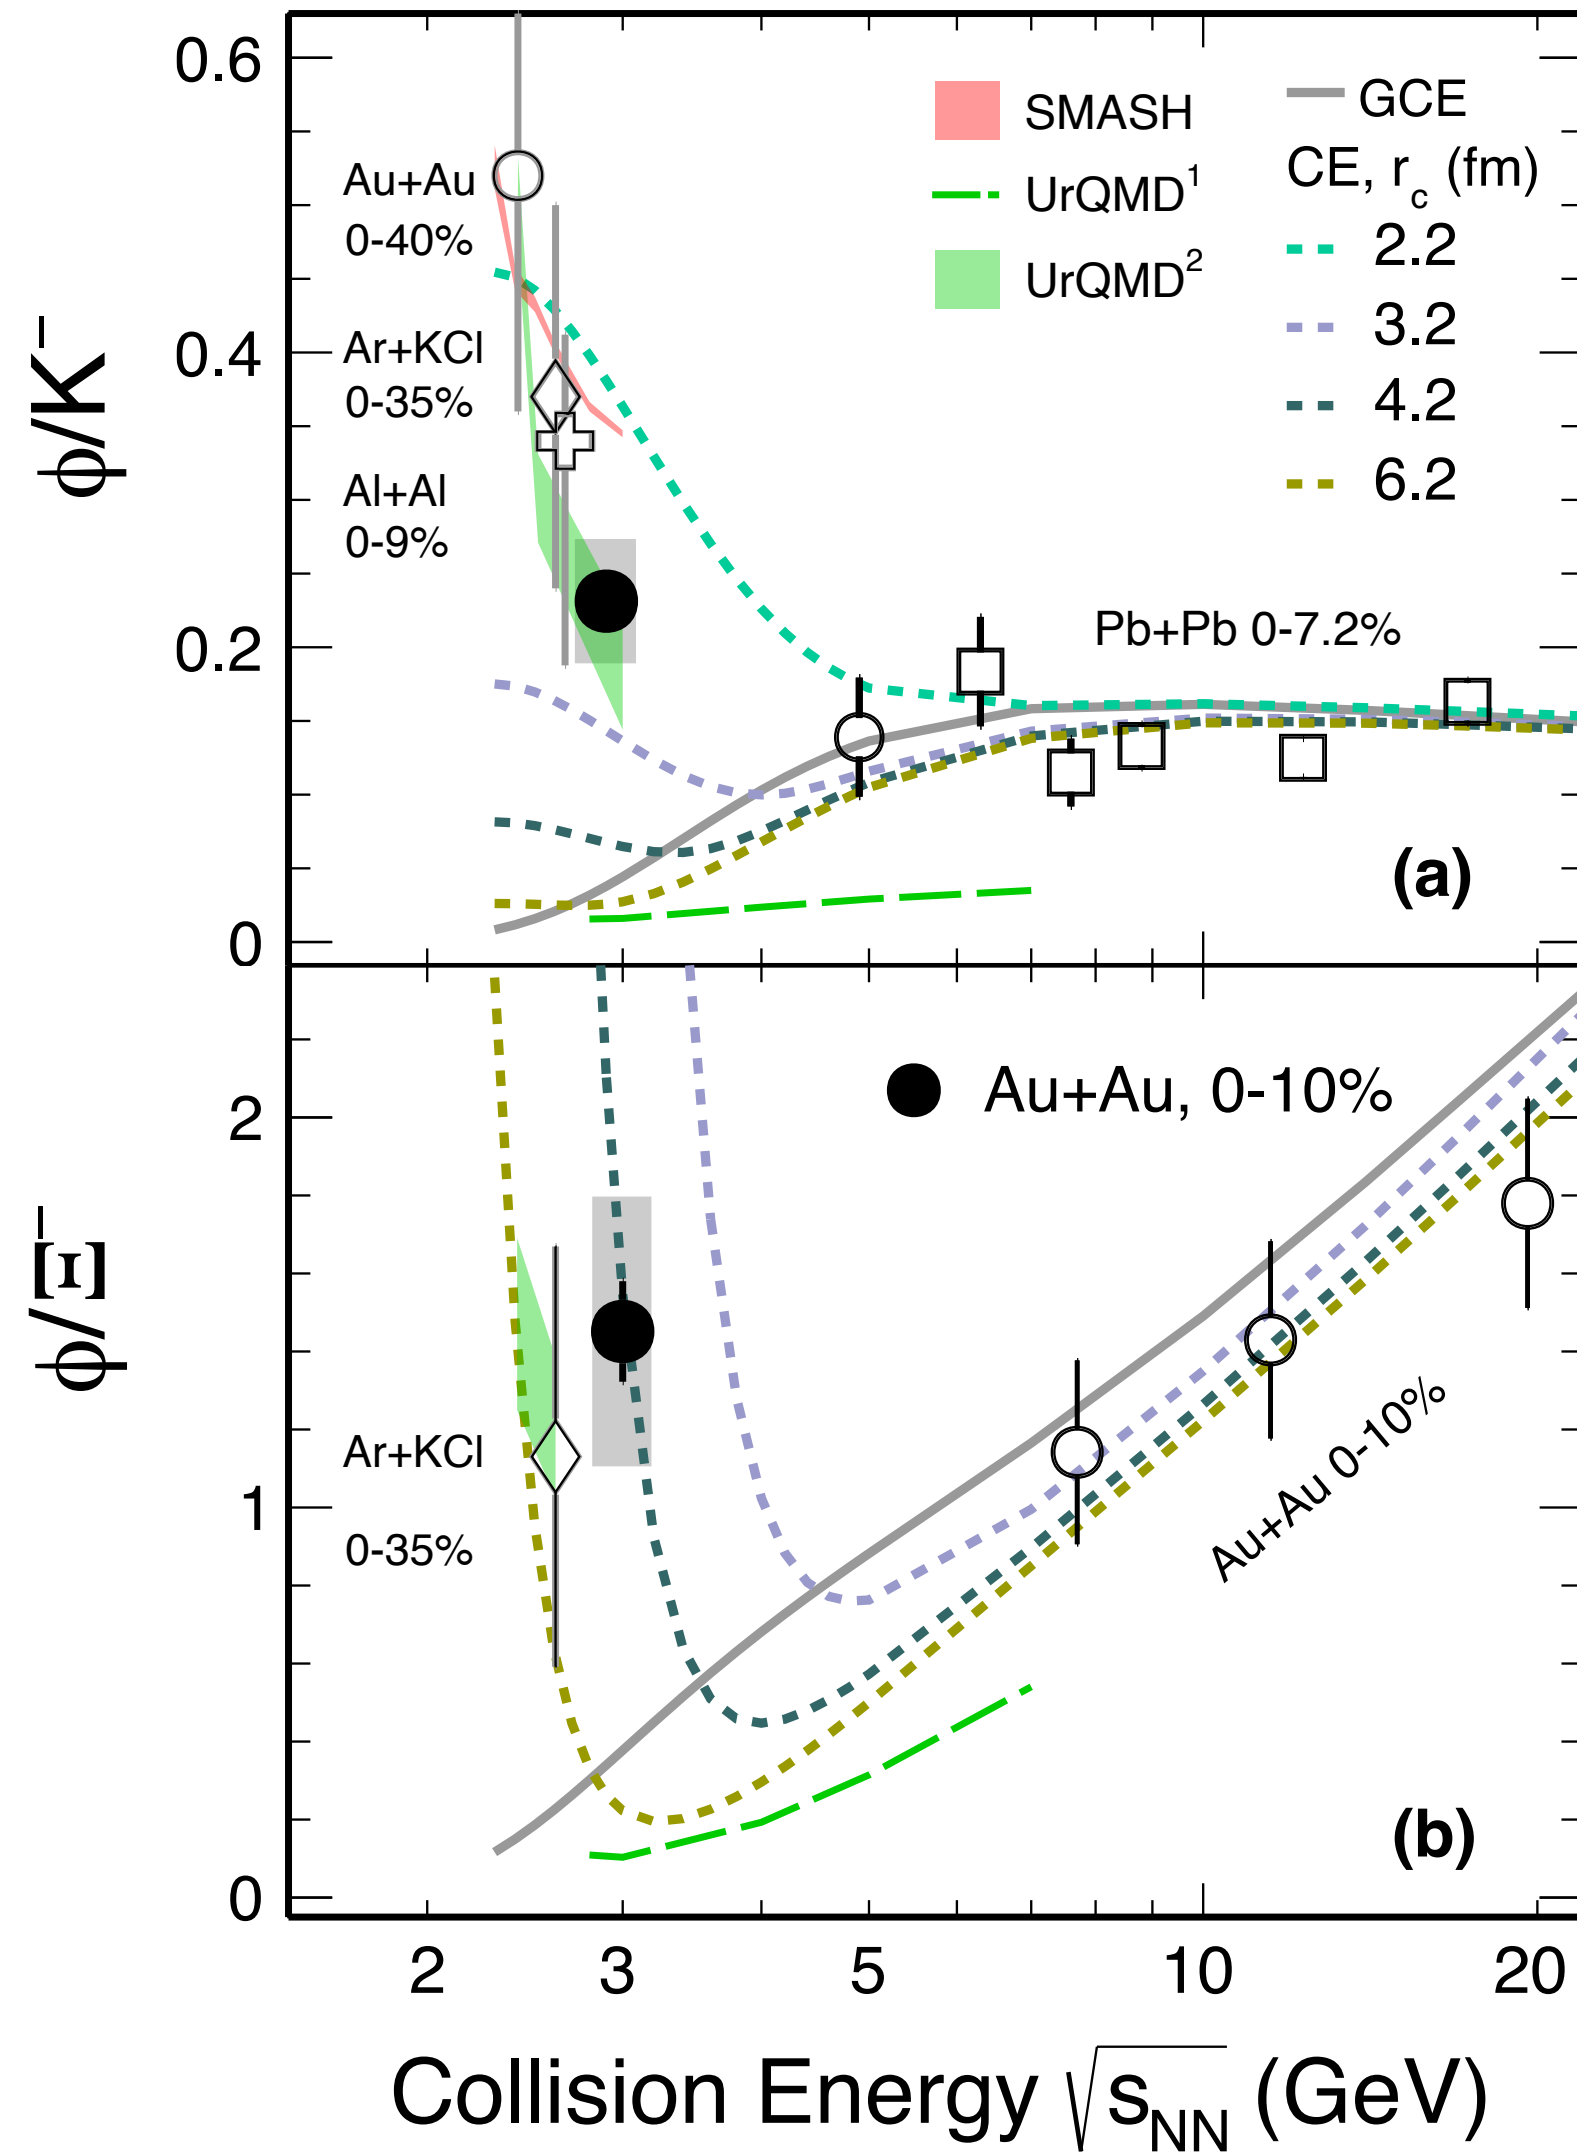 0.6
0.4
0.2
0
ϕ/K⁻
SMASH
UrQMD¹
UrQMD²
GCE
CE, r_c (fm)
2.2
3.2
4.2
6.2
Au+Au
0-40%
Ar+KCl
0-35%
Al+Al
0-9%
Pb+Pb 0-7.2%
(a)
2
1
0
ϕ/Ξ⁻
Au+Au, 0-10%
Ar+KCl
0-35%
Au+Au 0-10%
(b)
2 3 5 10 20
Collision Energy √s_NN (GeV)